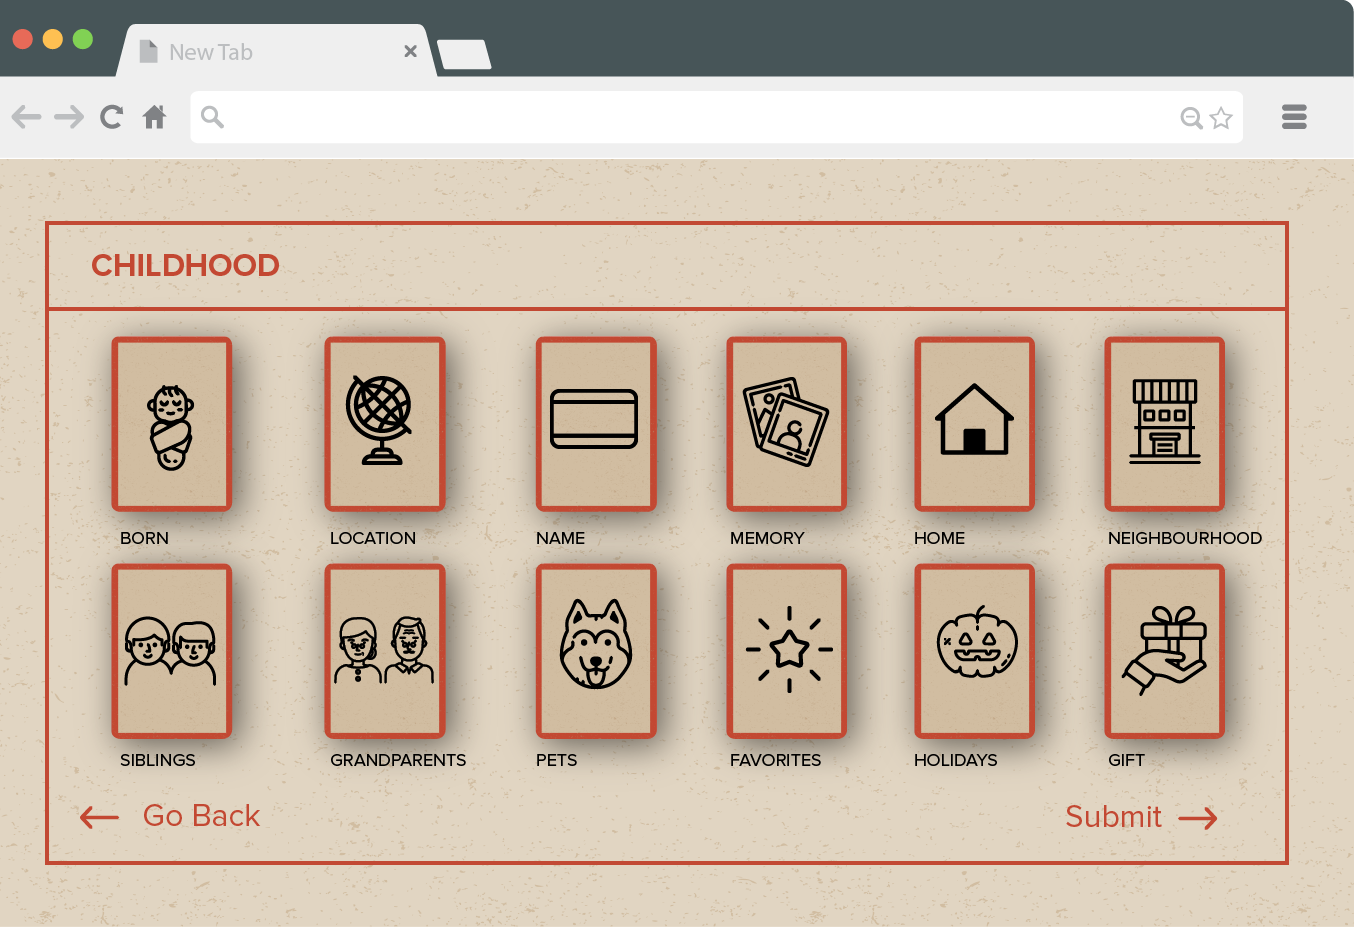 New Tab
CHILDHOOD
BORN
LOCATION
NAME
MEMORY
HOME
NEIGHBOURHOOD
SIBLINGS
GRANDPARENTS
PETS
FAVORITES
HOLIDAYS
GIFT
Go Back
Submit